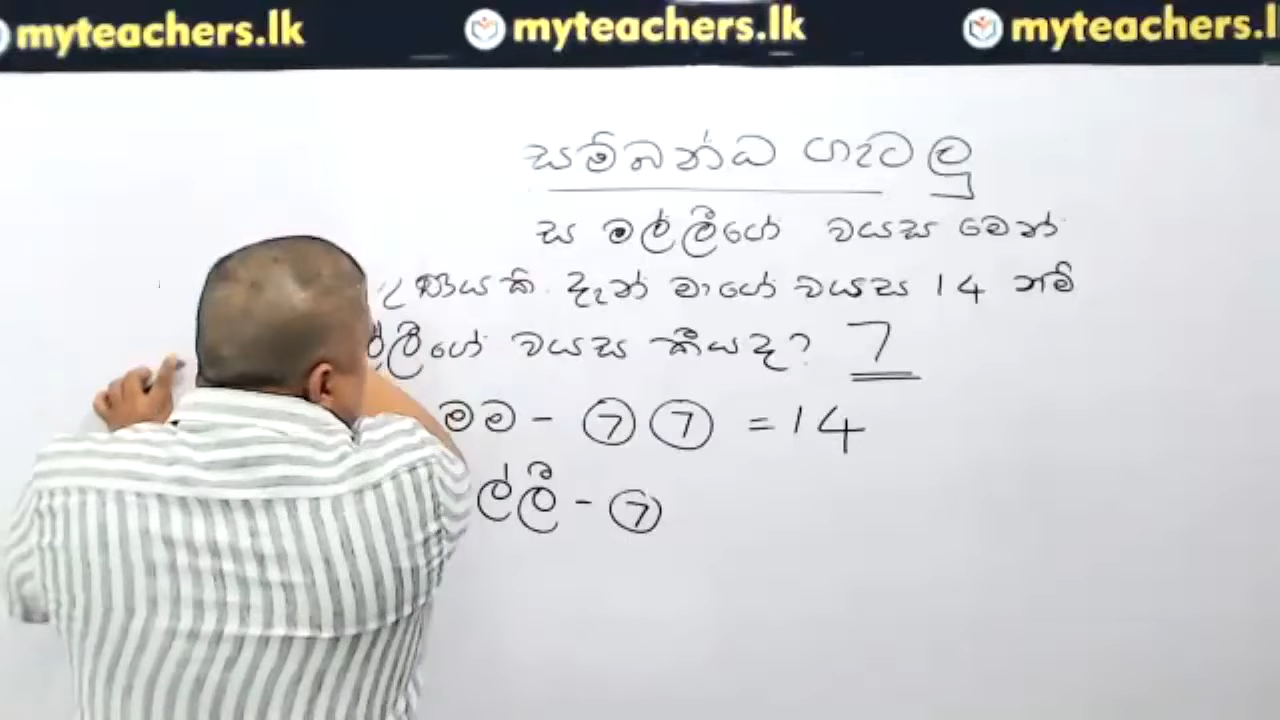 myteachers.lk myteachers.lk myteachers.l
සම්බන්ධ ගැටලු
ස මල්ලීගේ වයස මෙන්
ගුණයකි. දැන් මාගේ වයස 14 නම්
ල්ලීගේ වයස කීයද? 7
මම - 7 7 = 14
ල්ලී - 7